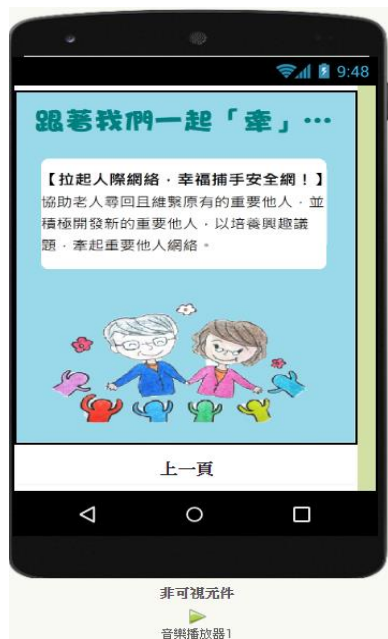 9:48
跟著我們一起「牽」…
【拉起人際網絡，幸福捕手安全網！】
協助老人尋回且維繫原有的重要他人，並
積極開發新的重要他人，以培養興趣議
題，牽起重要他人網絡。
上一頁
非可視元件
音樂播放器1